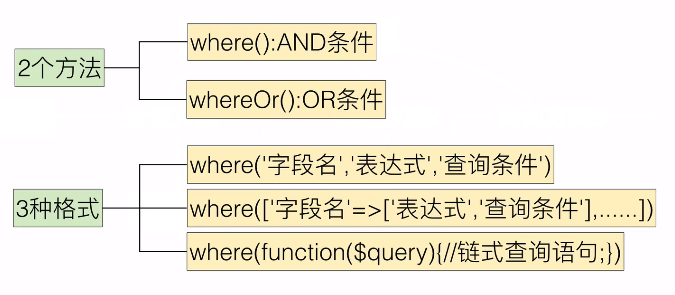 2个方法
where():AND条件
whereOr():OR条件
3种格式
where('字段名','表达式','查询条件')
where(['字段名'=>['表达式','查询条件'],......])
where(function($query){//链式查询语句;})